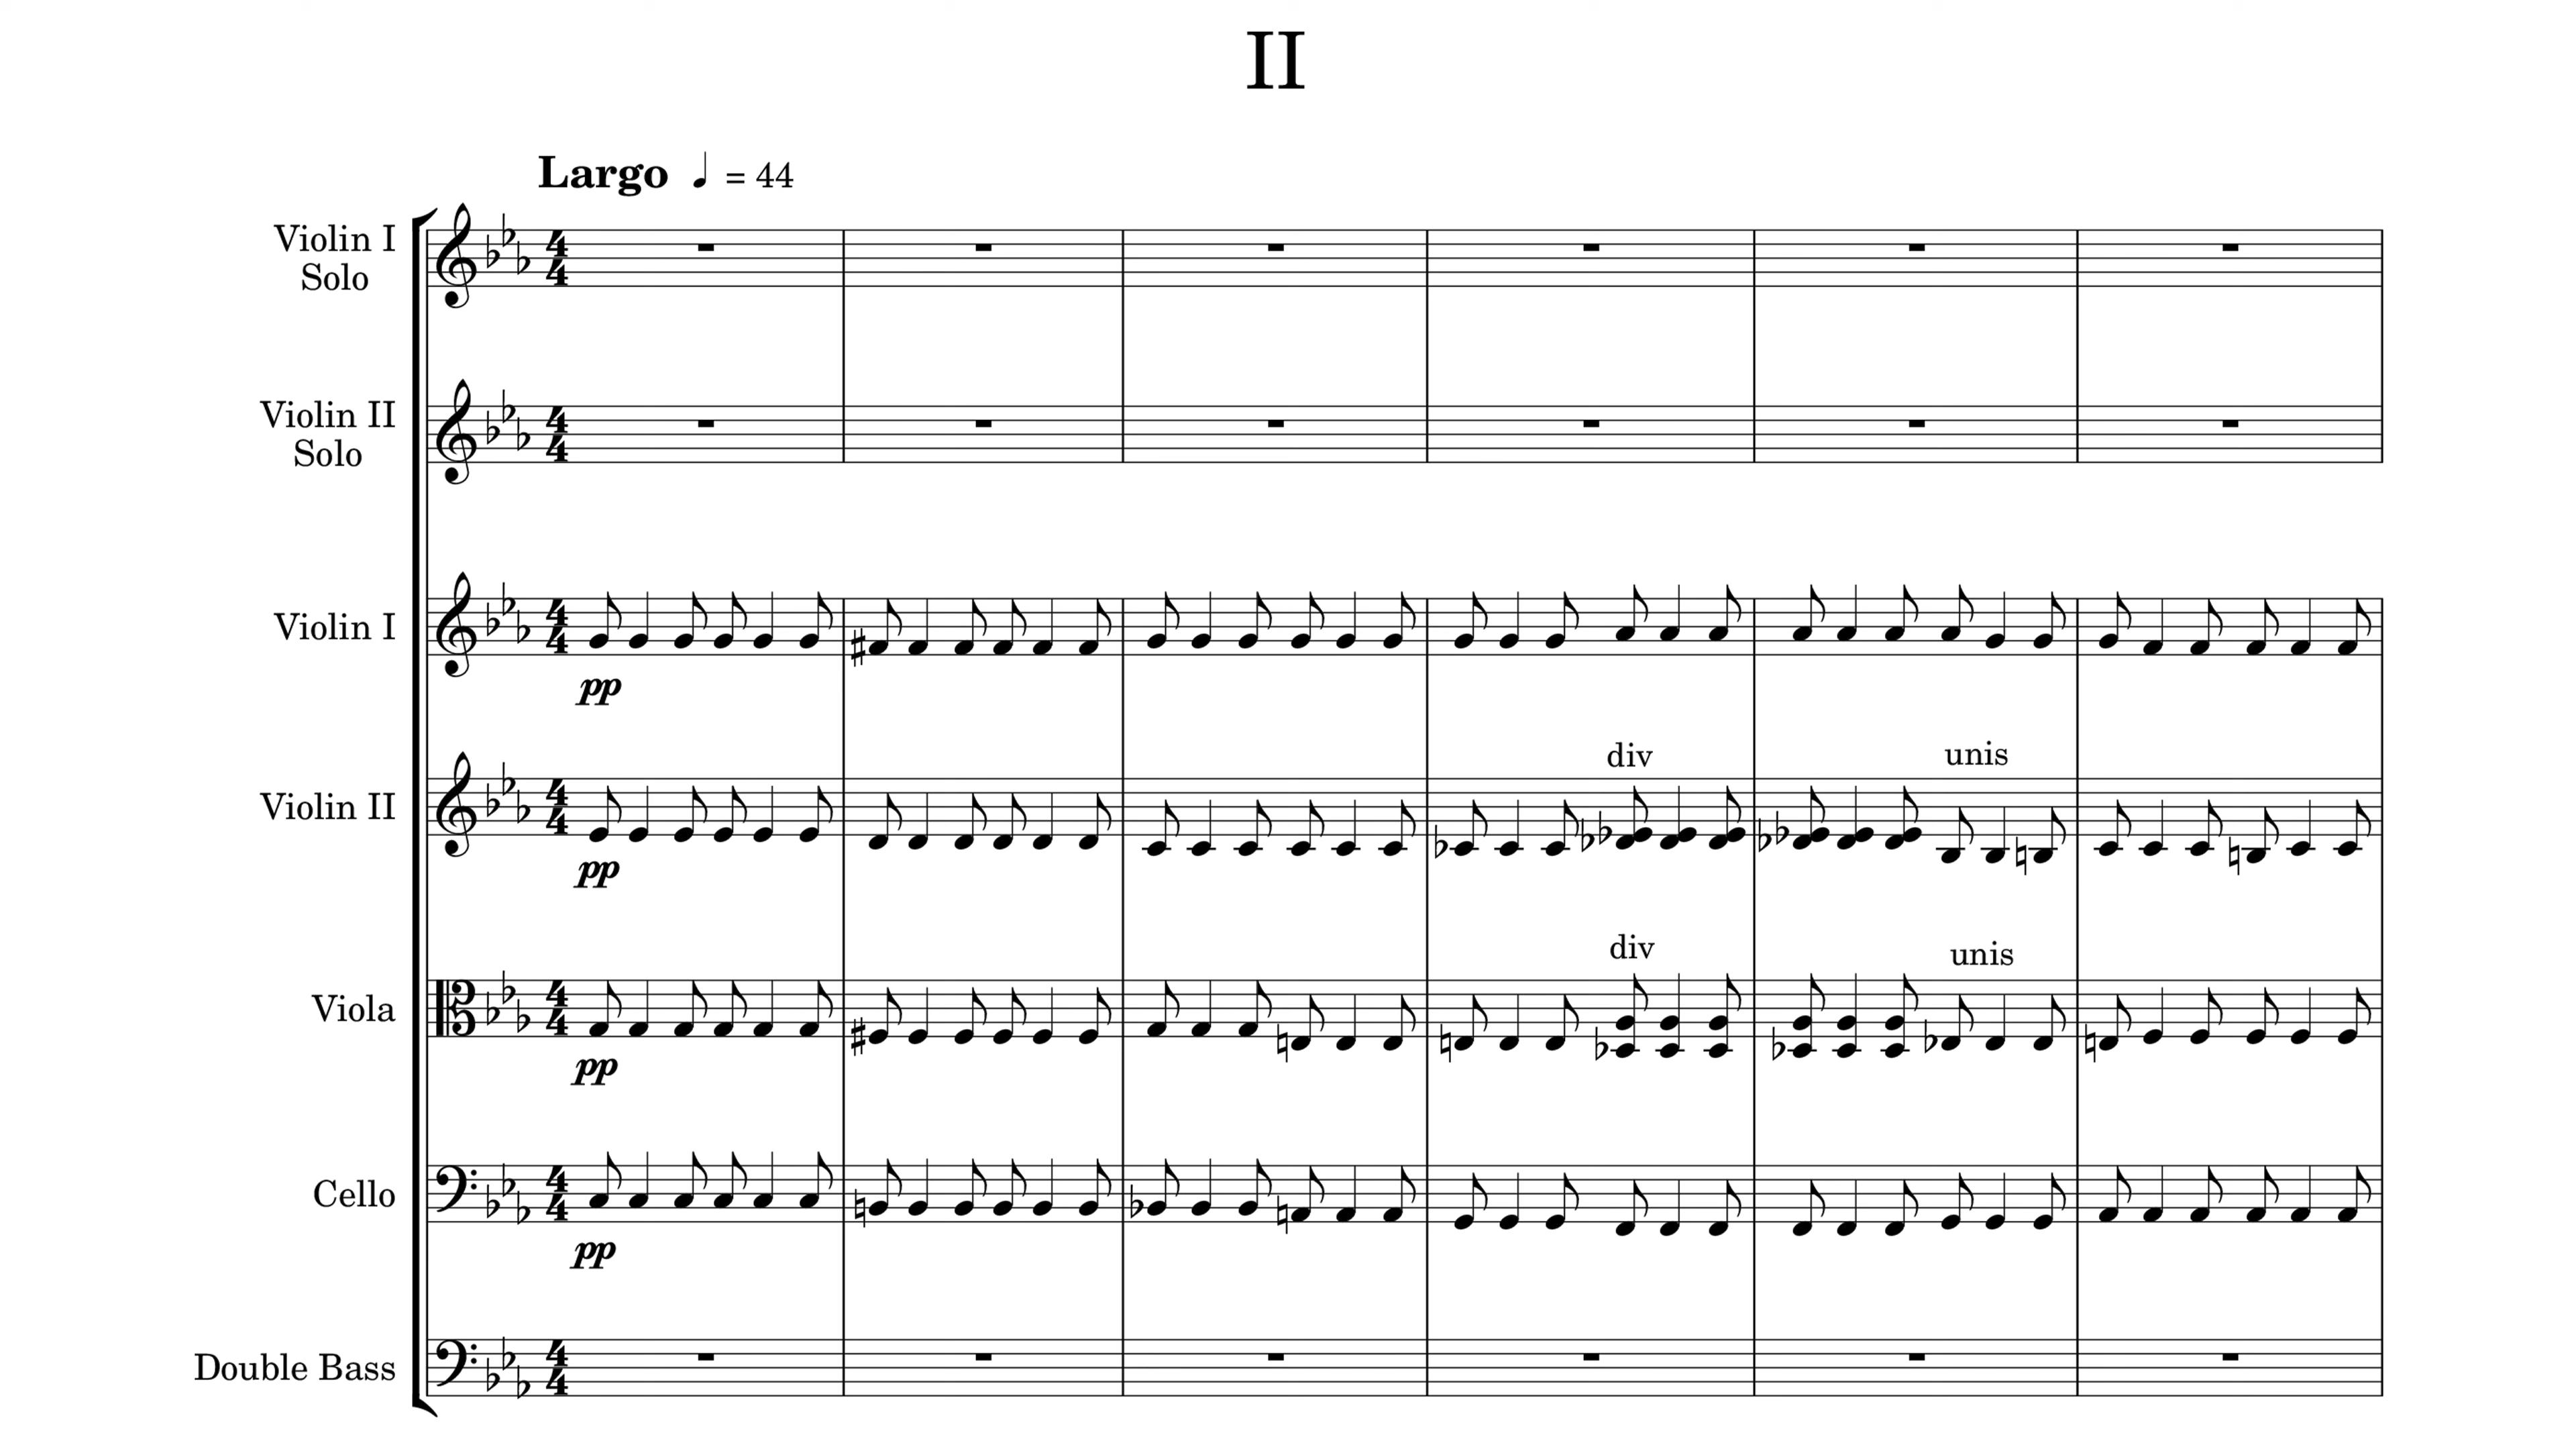 II
Largo ♩ = 44
Violin I
Solo
Violin II
Solo
Violin I
pp
div
unis
Violin II
pp
div
unis
Viola
pp
Cello
pp
Double Bass